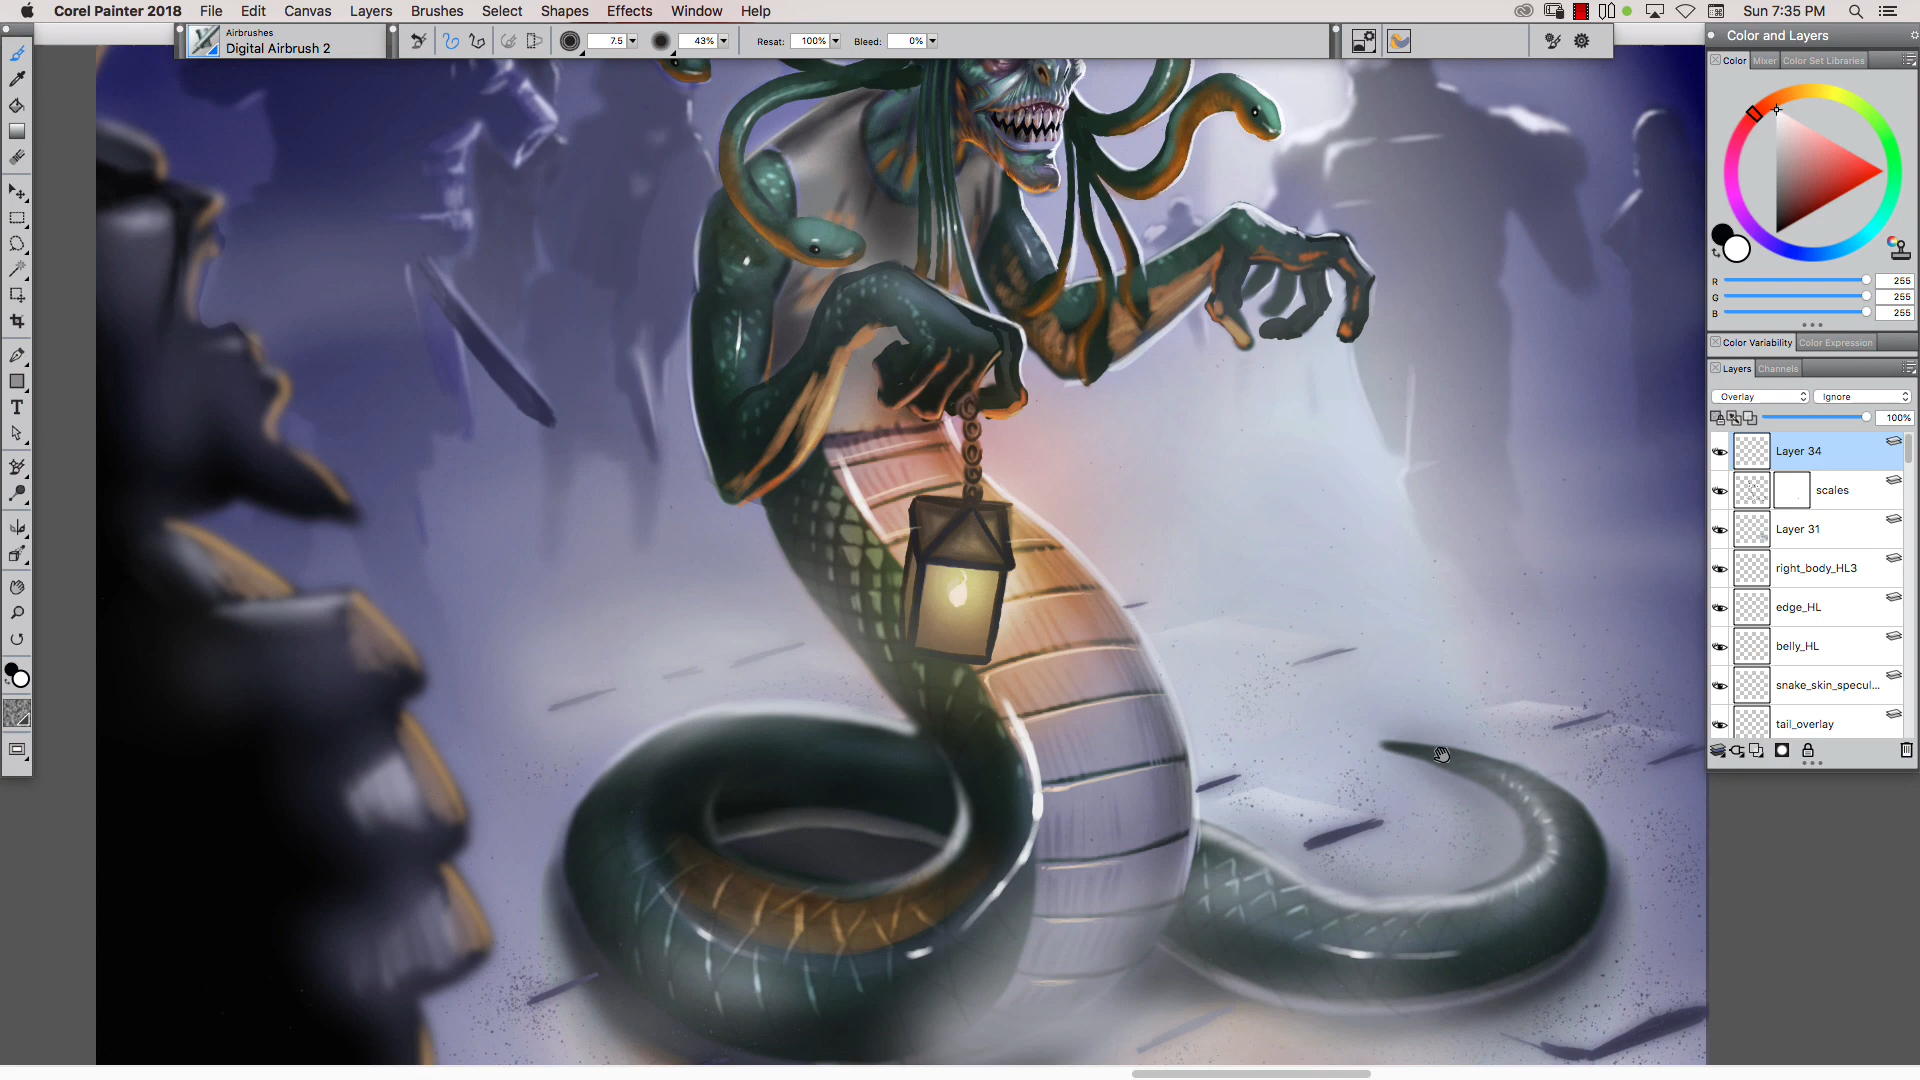 Corel Painter 2018 File Edit Canvas Layers Brushes Select Shapes Effects Window Help Sun 7:35 PM
Airbrushes
Digital Airbrush 2
7.5 43% Resat: 100% Bleed: 0%
Color and Layers
Color Mixer Color Set Libraries
R 255
G 255
B 255
Color Variability Color Expression
Layers Channels
Overlay Ignore
100%
Layer 34
scales
Layer 31
right_body_HL3
edge_HL
belly_HL
snake_skin_specul...
tail_overlay
T